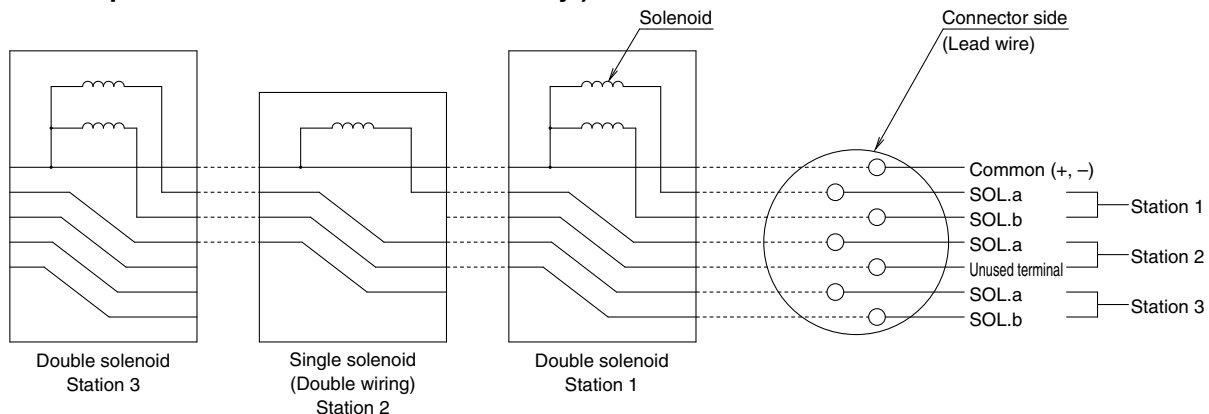 Solenoid
Connector side
(Lead wire)
Common (+, –)
SOL.a
SOL.b
Station 1
SOL.a
Unused terminal
Station 2
SOL.a
SOL.b
Station 3
Double solenoid
Station 3
Single solenoid
(Double wiring)
Station 2
Double solenoid
Station 1